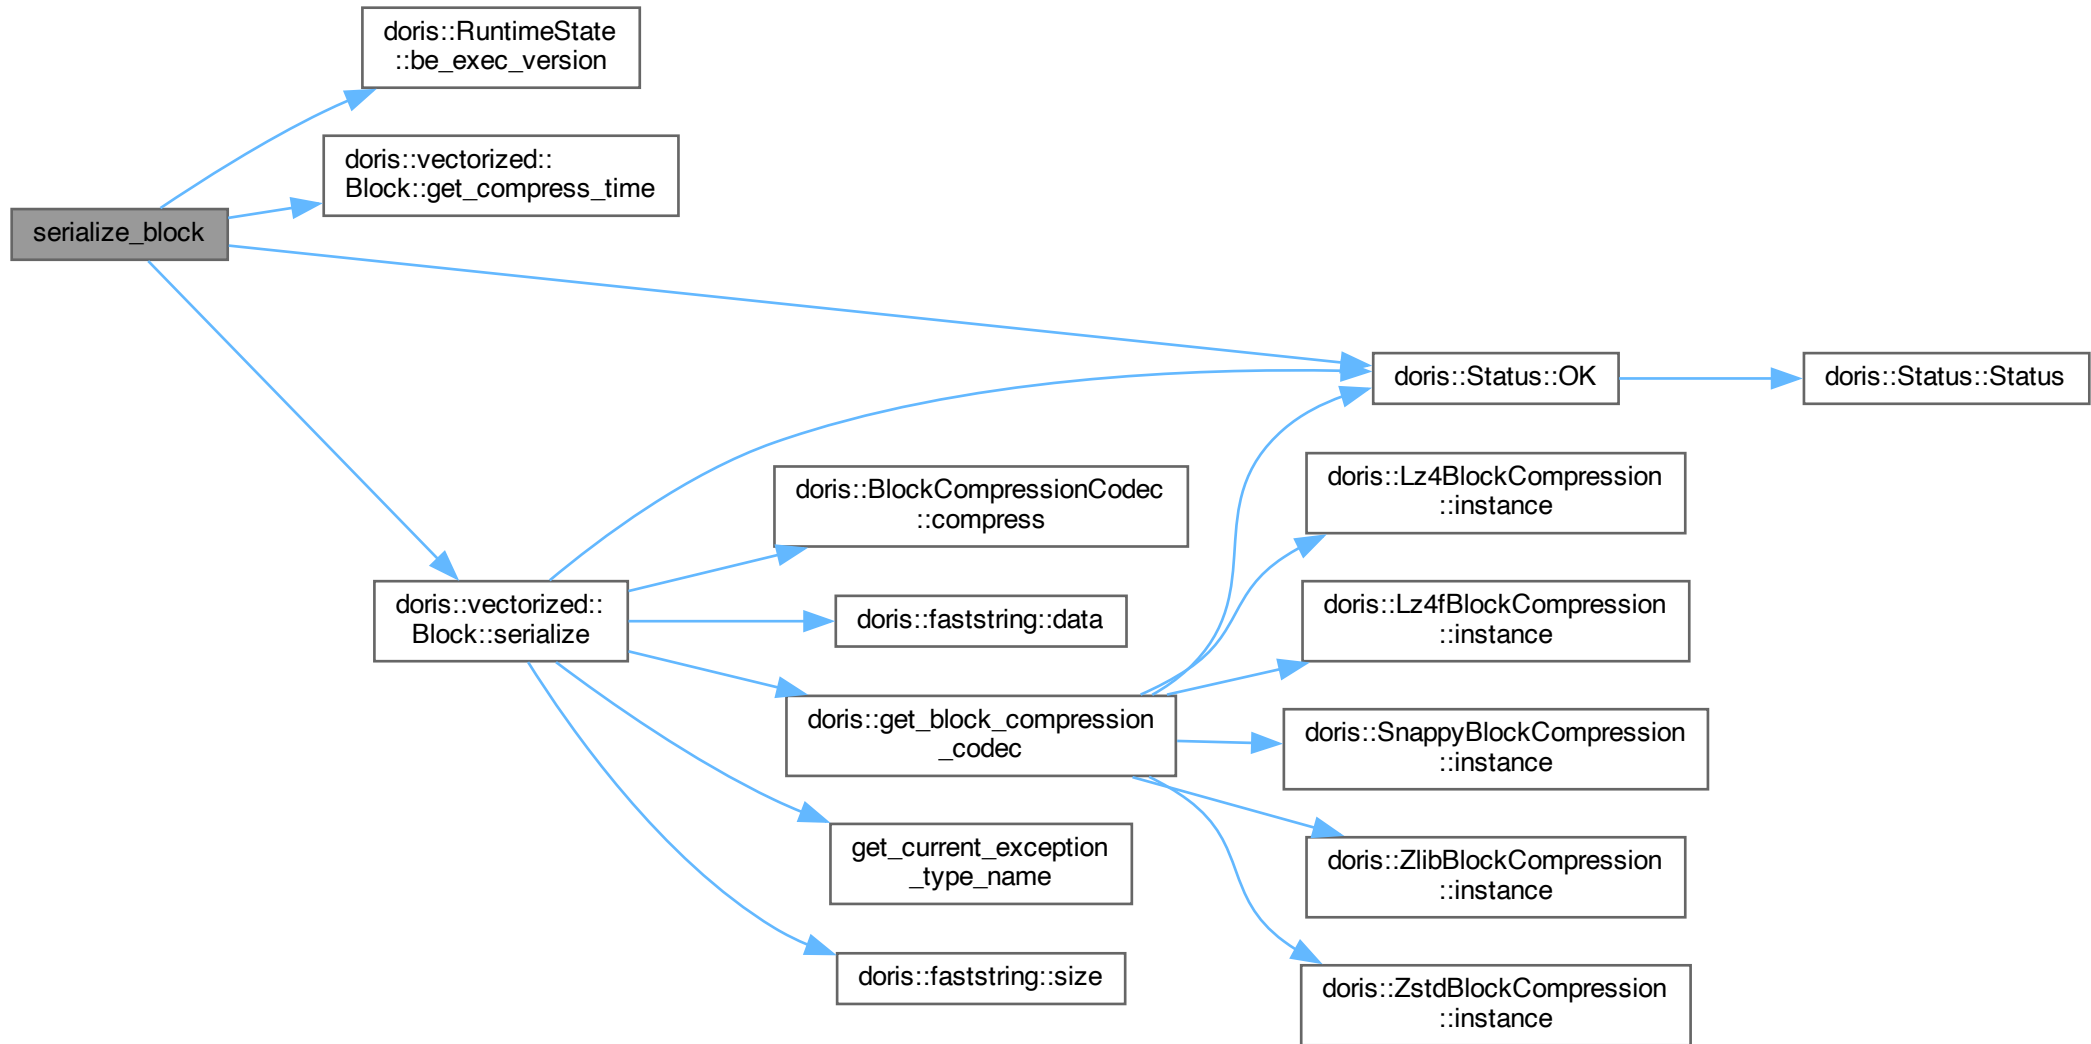 doris::RuntimeState
::be_exec_version
doris::vectorized::
Block::get_compress_time
serialize_block
doris::Status::OK
doris::Status::Status
doris::BlockCompressionCodec
::compress
doris::Lz4BlockCompression
::instance
doris::vectorized::
Block::serialize
doris::faststring::data
doris::Lz4fBlockCompression
::instance
doris::get_block_compression
_codec
doris::SnappyBlockCompression
::instance
get_current_exception
_type_name
doris::ZlibBlockCompression
::instance
doris::faststring::size
doris::ZstdBlockCompression
::instance